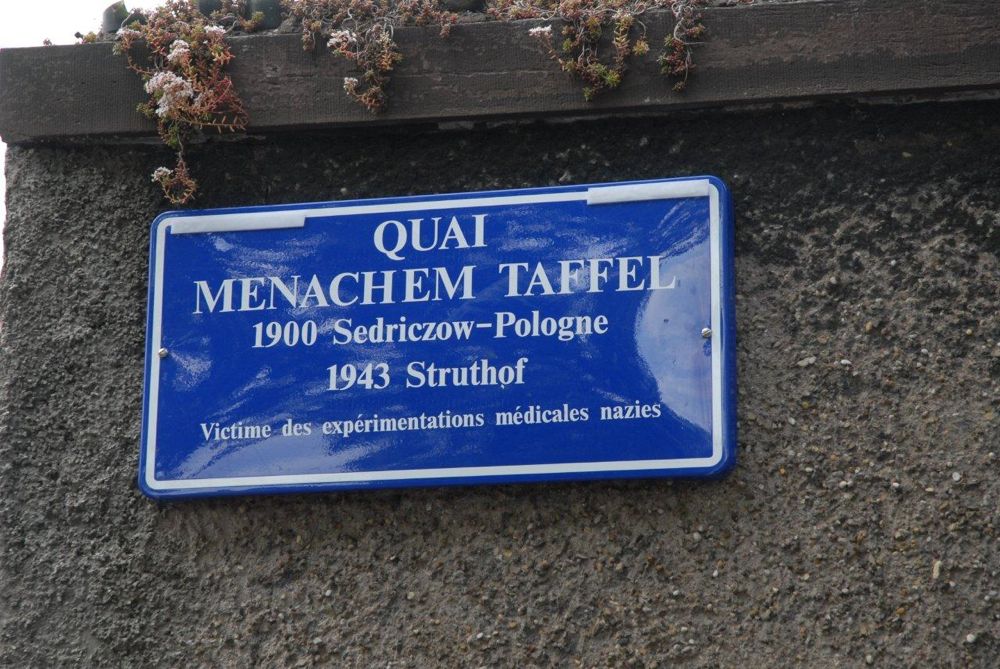 QUAI
MENACHEM TAFFEL
1900 Sedriczow-Pologne
1943 Struthof
Victime des expérimentations médicales nazies